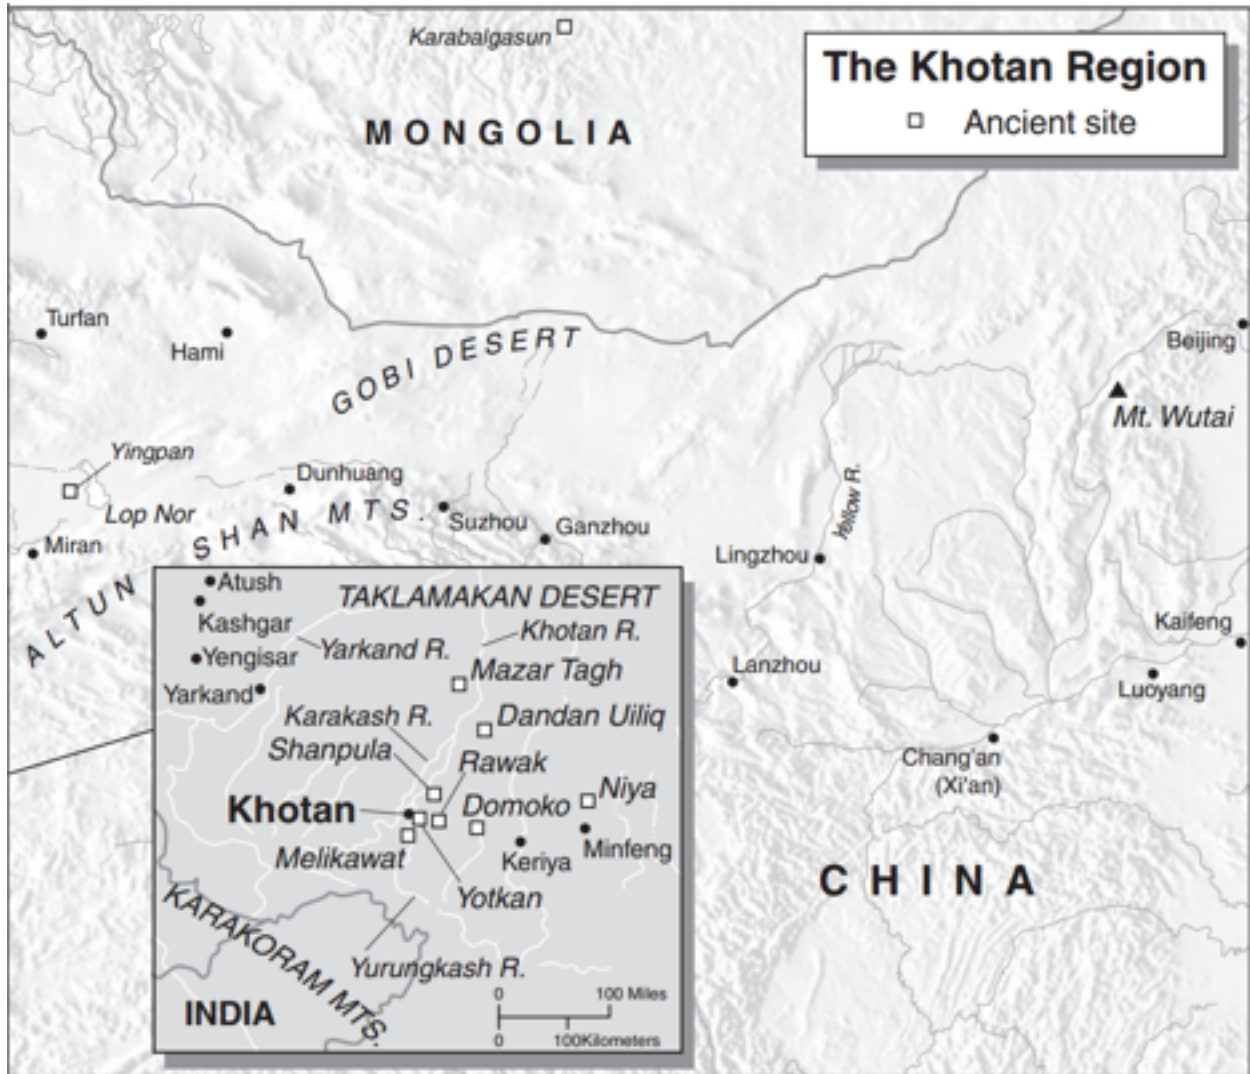 Karabalgasun
The Khotan Region
Ancient site
MONGOLIA
Turfan
Hami
GOBI DESERT
Beijing
Mt. Wutai
Yingpan
Lop Nor
Dunhuang
Suzhou
Ganzhou
Miran
ALTUN SHAN MTS.
Yellow R.
Lingzhou
Lanzhou
Kaifeng
Luoyang
Chang'an
(Xi'an)
CHINA
Atush
TAKLAMAKAN DESERT
Kashgar
Khotan R.
Yarkand R.
Yengisar
Mazar Tagh
Yarkand
Karakash R.
Dandan Uiliq
Shanpula
Rawak
Niya
Khotan
Domoko
Melikawat
Keriya
Minfeng
Yotkan
KARAKORAM MTS.
Yurungkash R.
INDIA
0 100 Miles
0 100Kilometers